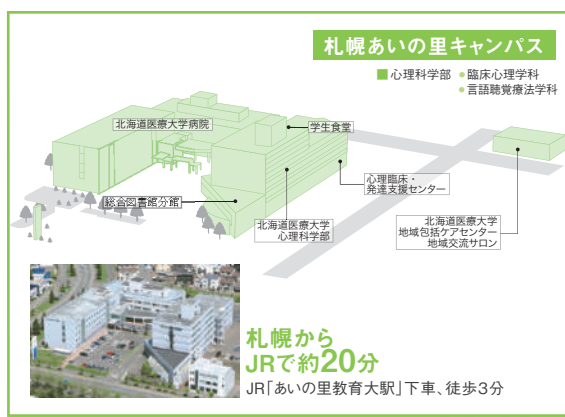 札幌あいの里キャンパス
■心理科学部 ●臨床心理学科
●言語聴覚療法学科
北海道医療大学病院
学生食堂
心理臨床・
発達支援センター
総合図書館分館
北海道医療大学
心理科学部
北海道医療大学
地域包括ケアセンター
地域交流サロン
札幌から
JRで約20分
JR「あいの里教育大駅」下車、徒歩3分